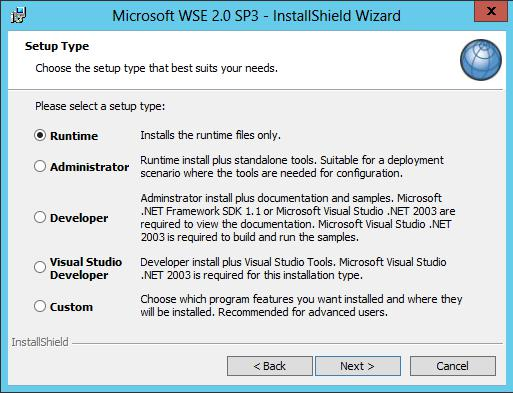 Microsoft WSE 2.0 SP3 - InstallShield Wizard
x
Setup Type
Choose the setup type that best suits your needs.
Please select a setup type:
Runtime
Installs the runtime files only.
Administrator
Runtime install plus standalone tools. Suitable for a deployment
scenario where the tools are needed for configuration.
Developer
Adminstrator install plus documentation and samples. Microsoft
.NET Framework SDK 1.1 or Microsoft Visual Studio .NET 2003 are
required to view the documentation. Microsoft Visual Studio .NET
2003 is required to build and run the samples.
Visual Studio
Developer
Developer install plus Visual Studio Tools. Microsoft Visual Studio
.NET 2003 is required for this installation type.
Custom
Choose which program features you want installed and where they
will be installed. Recommended for advanced users.
InstallShield
< Back
Next >
Cancel